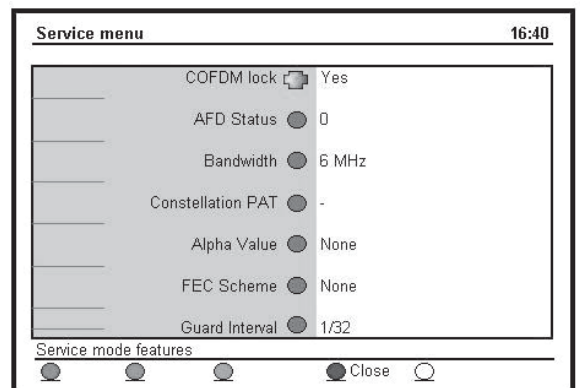 Service menu 16:40
COFDM lock Yes
AFD Status 0
Bandwidth 6 MHz
Constellation PAT -
Alpha Value None
FEC Scheme None
Guard Interval 1/32
Service mode features
Close